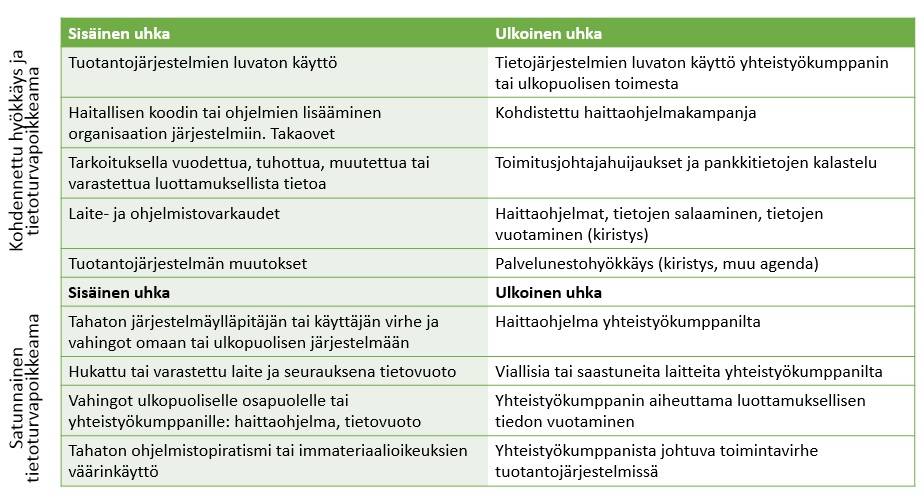 Kohdennettu hyökkäys ja
tietoturvapoikkeama
Sisäinen uhka
Ulkoinen uhka
Tuotantojärjestelmien luvaton käyttö
Tietojärjestelmien luvaton käyttö yhteistyökumppanin
tai ulkopuolisen toimesta
Haitallisen koodin tai ohjelmien lisääminen
organisaation järjestelmiin. Takaovet
Kohdistettu haittaohjelmakampanja
Tarkoituksella vuodettua, tuhottua, muutettua tai
varastettua luottamuksellista tietoa
Toimitusjohtajahuijaukset ja pankkitietojen kalastelu
Laite- ja ohjelmistovarkaudet
Haittaohjelmat, tietojen salaaminen, tietojen
vuotaminen (kiristys)
Tuotantojärjestelmän muutokset
Palvelunestohyökkäys (kiristys, muu agenda)
Satunnainen
tietoturvapoikkeama
Sisäinen uhka
Ulkoinen uhka
Tahaton järjestelmäylläpitäjän tai käyttäjän virhe ja
vahingot omaan tai ulkopuolisen järjestelmään
Haittaohjelma yhteistyökumppanilta
Hukattu tai varastettu laite ja seurauksena tietovuoto
Viallisia tai saastuneita laitteita yhteistyökumppanilta
Vahingot ulkopuoliselle osapuolelle tai
yhteistyökumppanille: haittaohjelma, tietovuoto
Yhteistyökumppanin aiheuttama luottamuksellisen
tiedon vuotaminen
Tahaton ohjelmistopiratismi tai immateriaalioikeuksien
väärinkäyttö
Yhteistyökumppanista johtuva toimintavirhe
tuotantojärjestelmissä